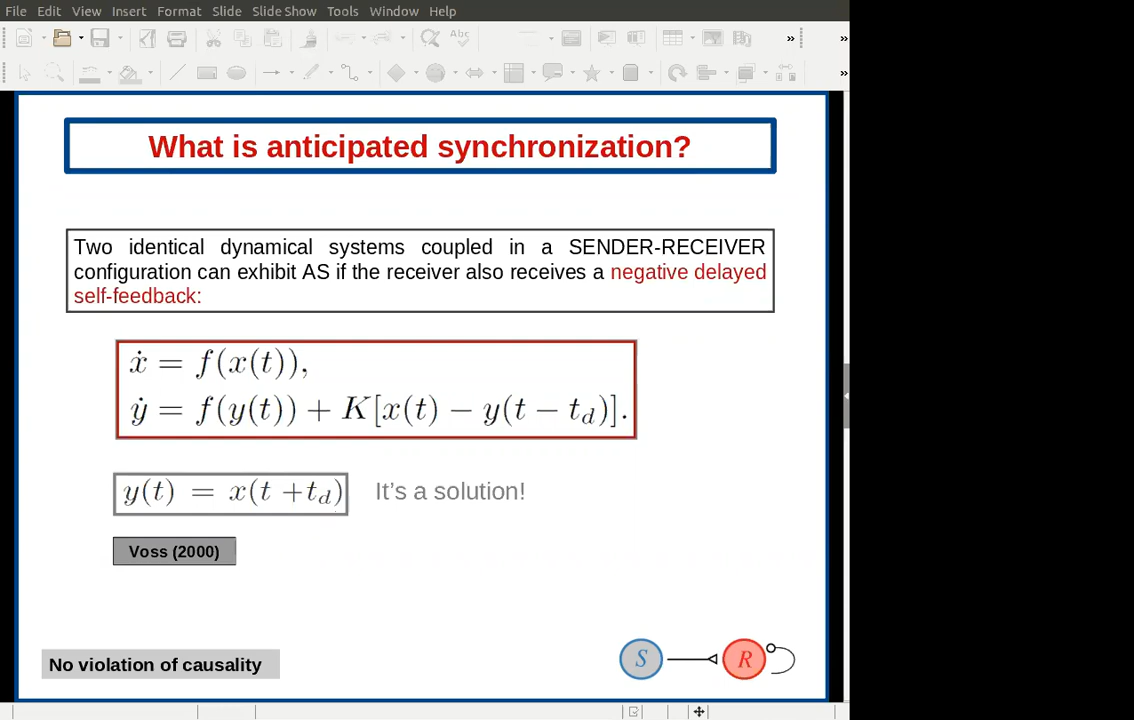 File Edit View Insert Format Slide Slide Show Tools Window Help
Abc
» »
»
What is anticipated synchronization?
Two identical dynamical systems coupled in a SENDER-RECEIVER
configuration can exhibit AS if the receiver also receives a negative delayed
self-feedback:
ẋ = f(x(t)),
ẏ = f(y(t)) + K[x(t) − y(t − t_d)].
y(t) = x(t + t_d) It's a solution!
Voss (2000)
No violation of causality
S R